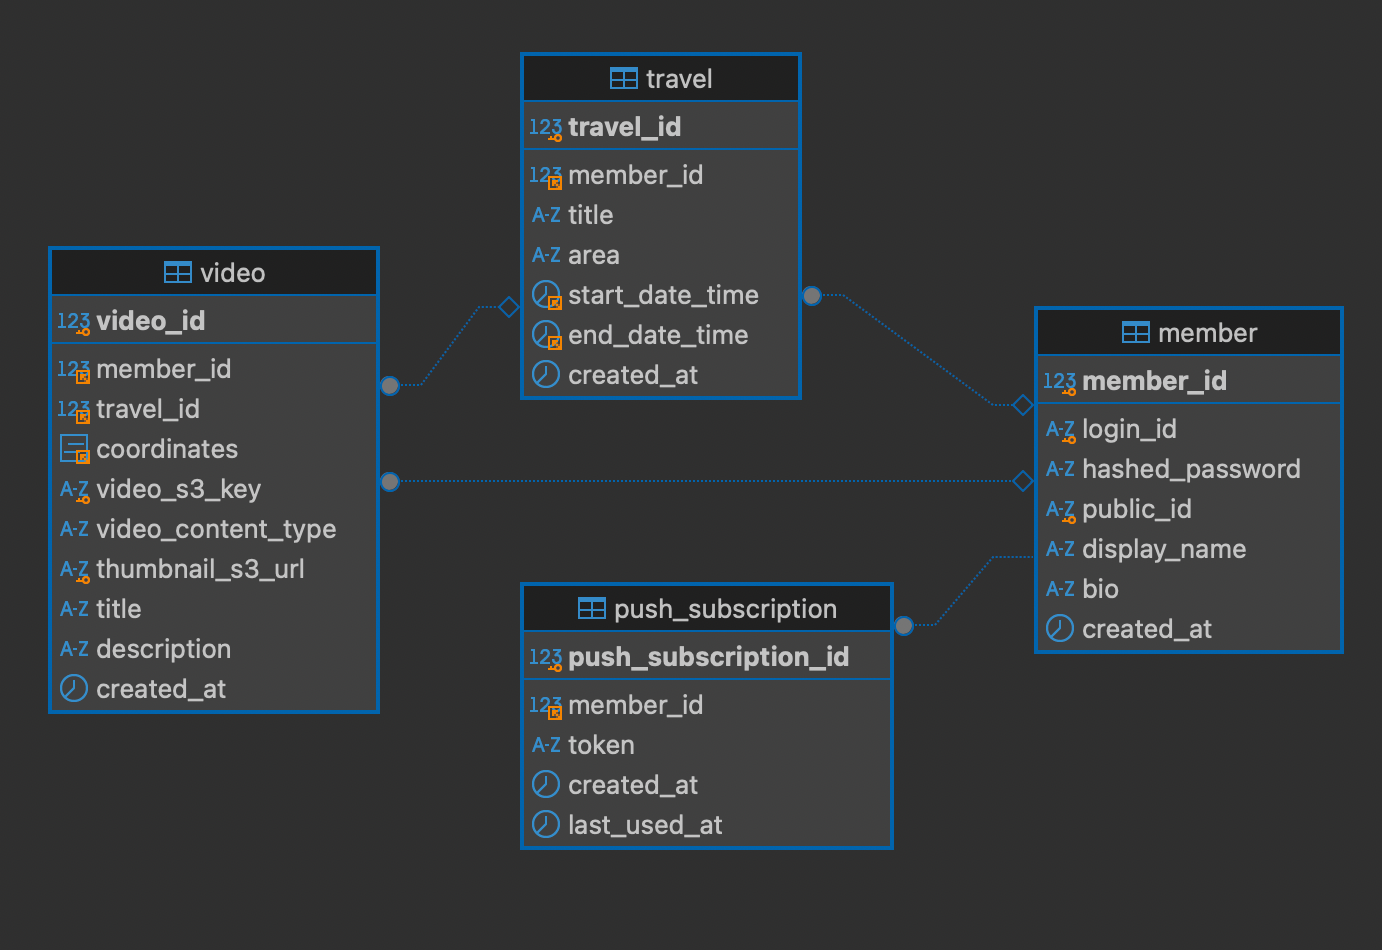 travel
123 travel_id
123 member_id
A-Z title
A-Z area
start_date_time
end_date_time
created_at
video
123 video_id
123 member_id
123 travel_id
coordinates
A-Z video_s3_key
A-Z video_content_type
A-Z thumbnail_s3_url
A-Z title
A-Z description
created_at
member
123 member_id
A-Z login_id
A-Z hashed_password
A-Z public_id
A-Z display_name
A-Z bio
created_at
push_subscription
123 push_subscription_id
123 member_id
A-Z token
created_at
last_used_at